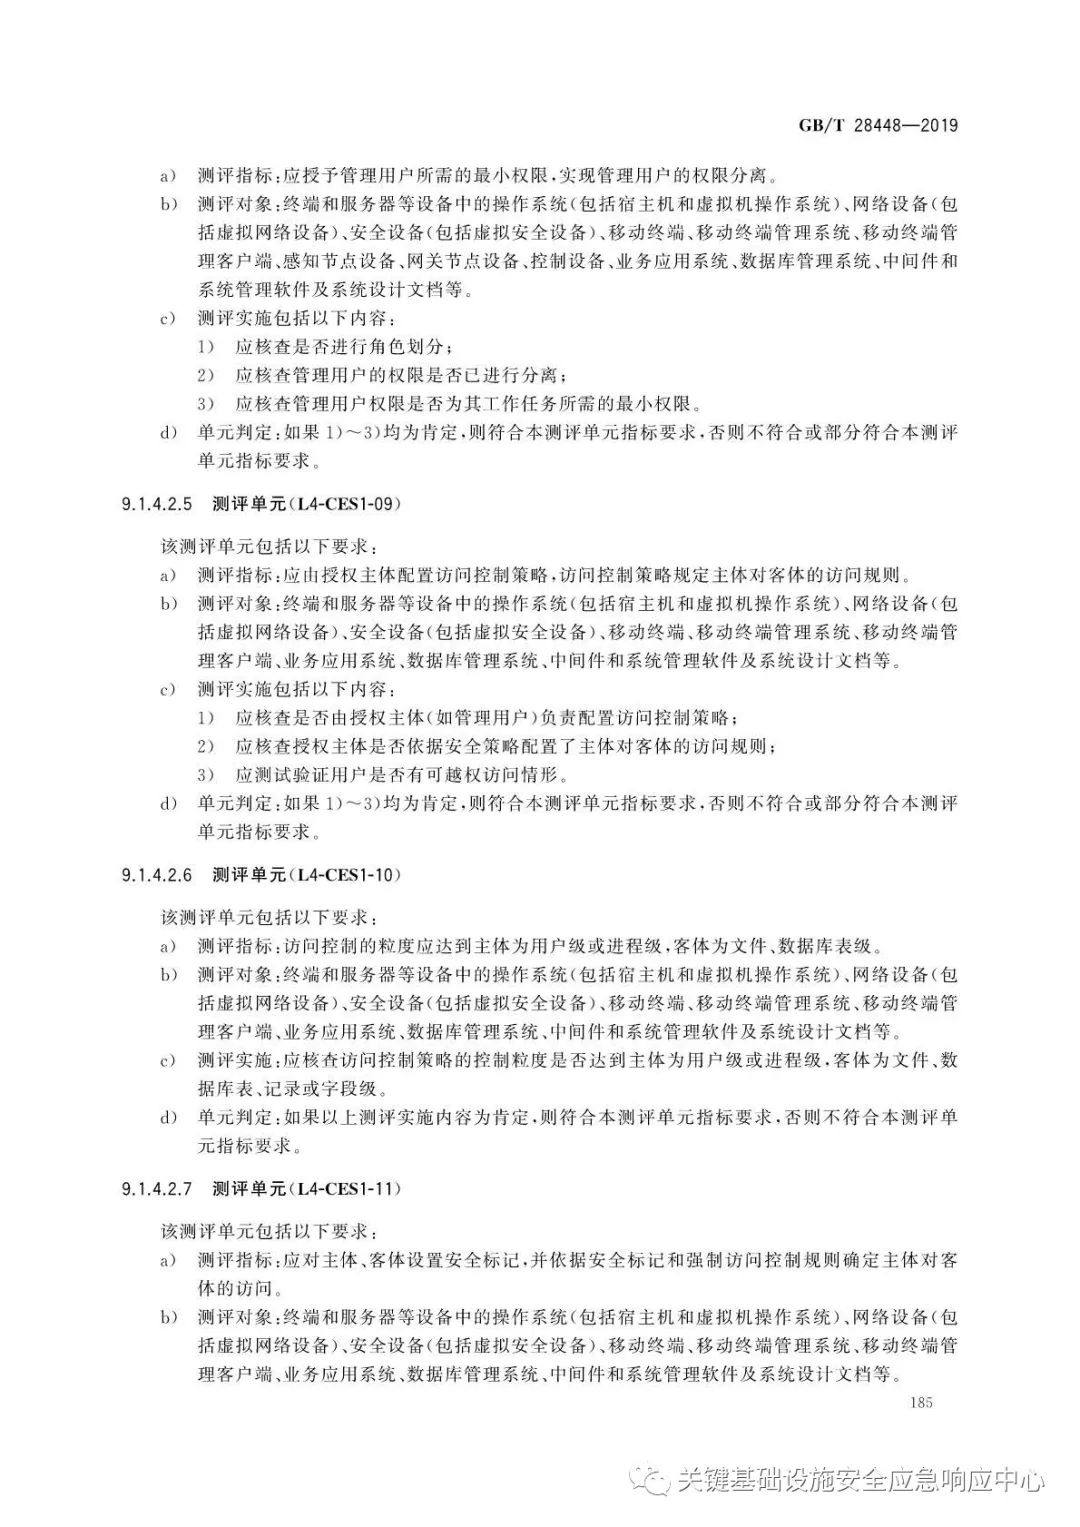 GB/T 28448—2019
a) 测评指标:应授予管理用户所需的最小权限,实现管理用户的权限分离。
b) 测评对象:终端和服务器等设备中的操作系统(包括宿主机和虚拟机操作系统)、网络设备(包
括虚拟网络设备)、安全设备(包括虚拟安全设备)、移动终端、移动终端管理系统、移动终端管
理客户端、感知节点设备、网关节点设备、控制设备、业务应用系统、数据库管理系统、中间件和
系统管理软件及系统设计文档等。
c) 测评实施包括以下内容:
1) 应核查是否进行角色划分;
2) 应核查管理用户的权限是否已进行分离;
3) 应核查管理用户权限是否为其工作任务所需的最小权限。
d) 单元判定:如果1)~3)均为肯定,则符合本测评单元指标要求,否则不符合或部分符合本测评
单元指标要求。
9.1.4.2.5 测评单元(L4-CES1-09)
该测评单元包括以下要求:
a) 测评指标:应由授权主体配置访问控制策略,访问控制策略规定主体对客体的访问规则。
b) 测评对象:终端和服务器等设备中的操作系统(包括宿主机和虚拟机操作系统)、网络设备(包
括虚拟网络设备)、安全设备(包括虚拟安全设备)、移动终端、移动终端管理系统、移动终端管
理客户端、业务应用系统、数据库管理系统、中间件和系统管理软件及系统设计文档等。
c) 测评实施包括以下内容:
1) 应核查是否由授权主体(如管理用户)负责配置访问控制策略;
2) 应核查授权主体是否依据安全策略配置了主体对客体的访问规则;
3) 应测试验证用户是否有可越权访问情形。
d) 单元判定:如果1)~3)均为肯定,则符合本测评单元指标要求,否则不符合或部分符合本测评
单元指标要求。
9.1.4.2.6 测评单元(L4-CES1-10)
该测评单元包括以下要求:
a) 测评指标:访问控制的粒度应达到主体为用户级或进程级,客体为文件、数据库表级。
b) 测评对象:终端和服务器等设备中的操作系统(包括宿主机和虚拟机操作系统)、网络设备(包
括虚拟网络设备)、安全设备(包括虚拟安全设备)、移动终端、移动终端管理系统、移动终端管
理客户端、业务应用系统、数据库管理系统、中间件和系统管理软件及系统设计文档等。
c) 测评实施:应核查访问控制策略的控制粒度是否达到主体为用户级或进程级,客体为文件、数
据库表、记录或字段级。
d) 单元判定:如果以上测评实施内容为肯定,则符合本测评单元指标要求,否则不符合本测评单
元指标要求。
9.1.4.2.7 测评单元(L4-CES1-11)
该测评单元包括以下要求:
a) 测评指标:应对主体、客体设置安全标记,并依据安全标记和强制访问控制规则确定主体对客
体的访问。
b) 测评对象:终端和服务器等设备中的操作系统(包括宿主机和虚拟机操作系统)、网络设备(包
括虚拟网络设备)、安全设备(包括虚拟安全设备)、移动终端、移动终端管理系统、移动终端管
理客户端、业务应用系统、数据库管理系统、中间件和系统管理软件及系统设计文档等。
185
关键基础设施安全应急响应中心